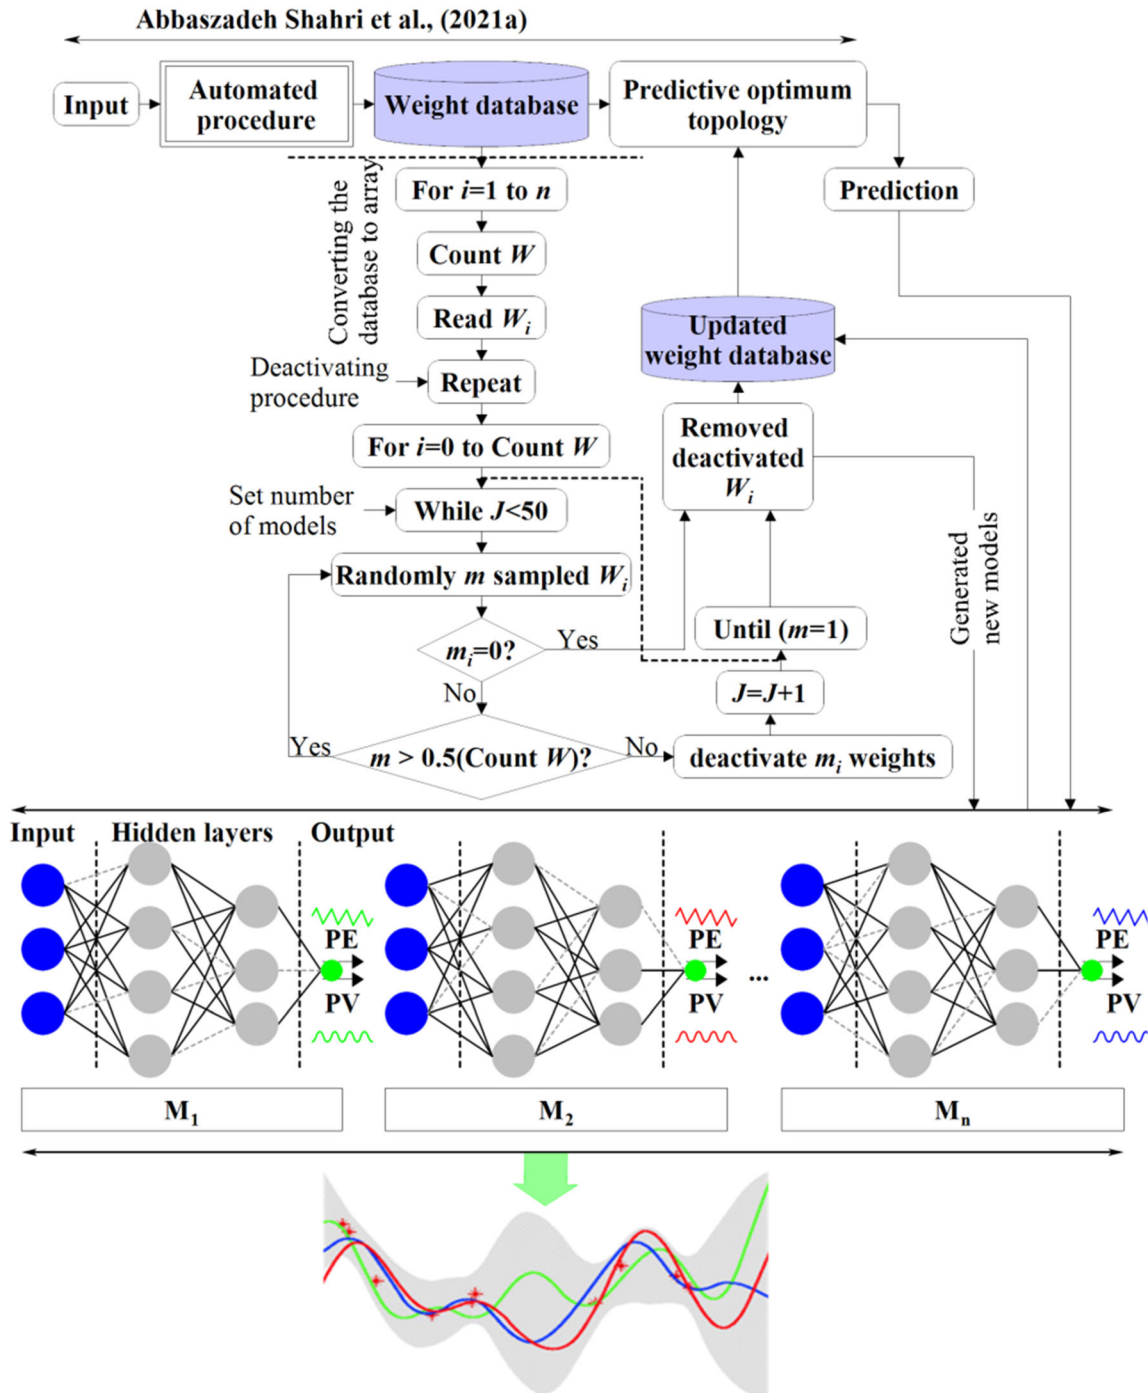 Abbaszadeh Shahri et al., (2021a)
Input
Automated
procedure
Weight database
Predictive optimum
topology
Prediction
Converting the
database to array
For i=1 to n
Count W
Read Wᵢ
Deactivating
procedure
Repeat
For i=0 to Count W
Set number
of models
While J<50
Randomly m sampled Wᵢ
mᵢ=0?
Yes
No
m > 0.5(Count W)?
Yes
No
deactivate mᵢ weights
J=J+1
Until (m=1)
Removed
deactivated
Wᵢ
Updated
weight database
Generated
new models
Input
Hidden layers
Output
PE
PV
PE
PV
...
PE
PV
M₁
M₂
Mₙ